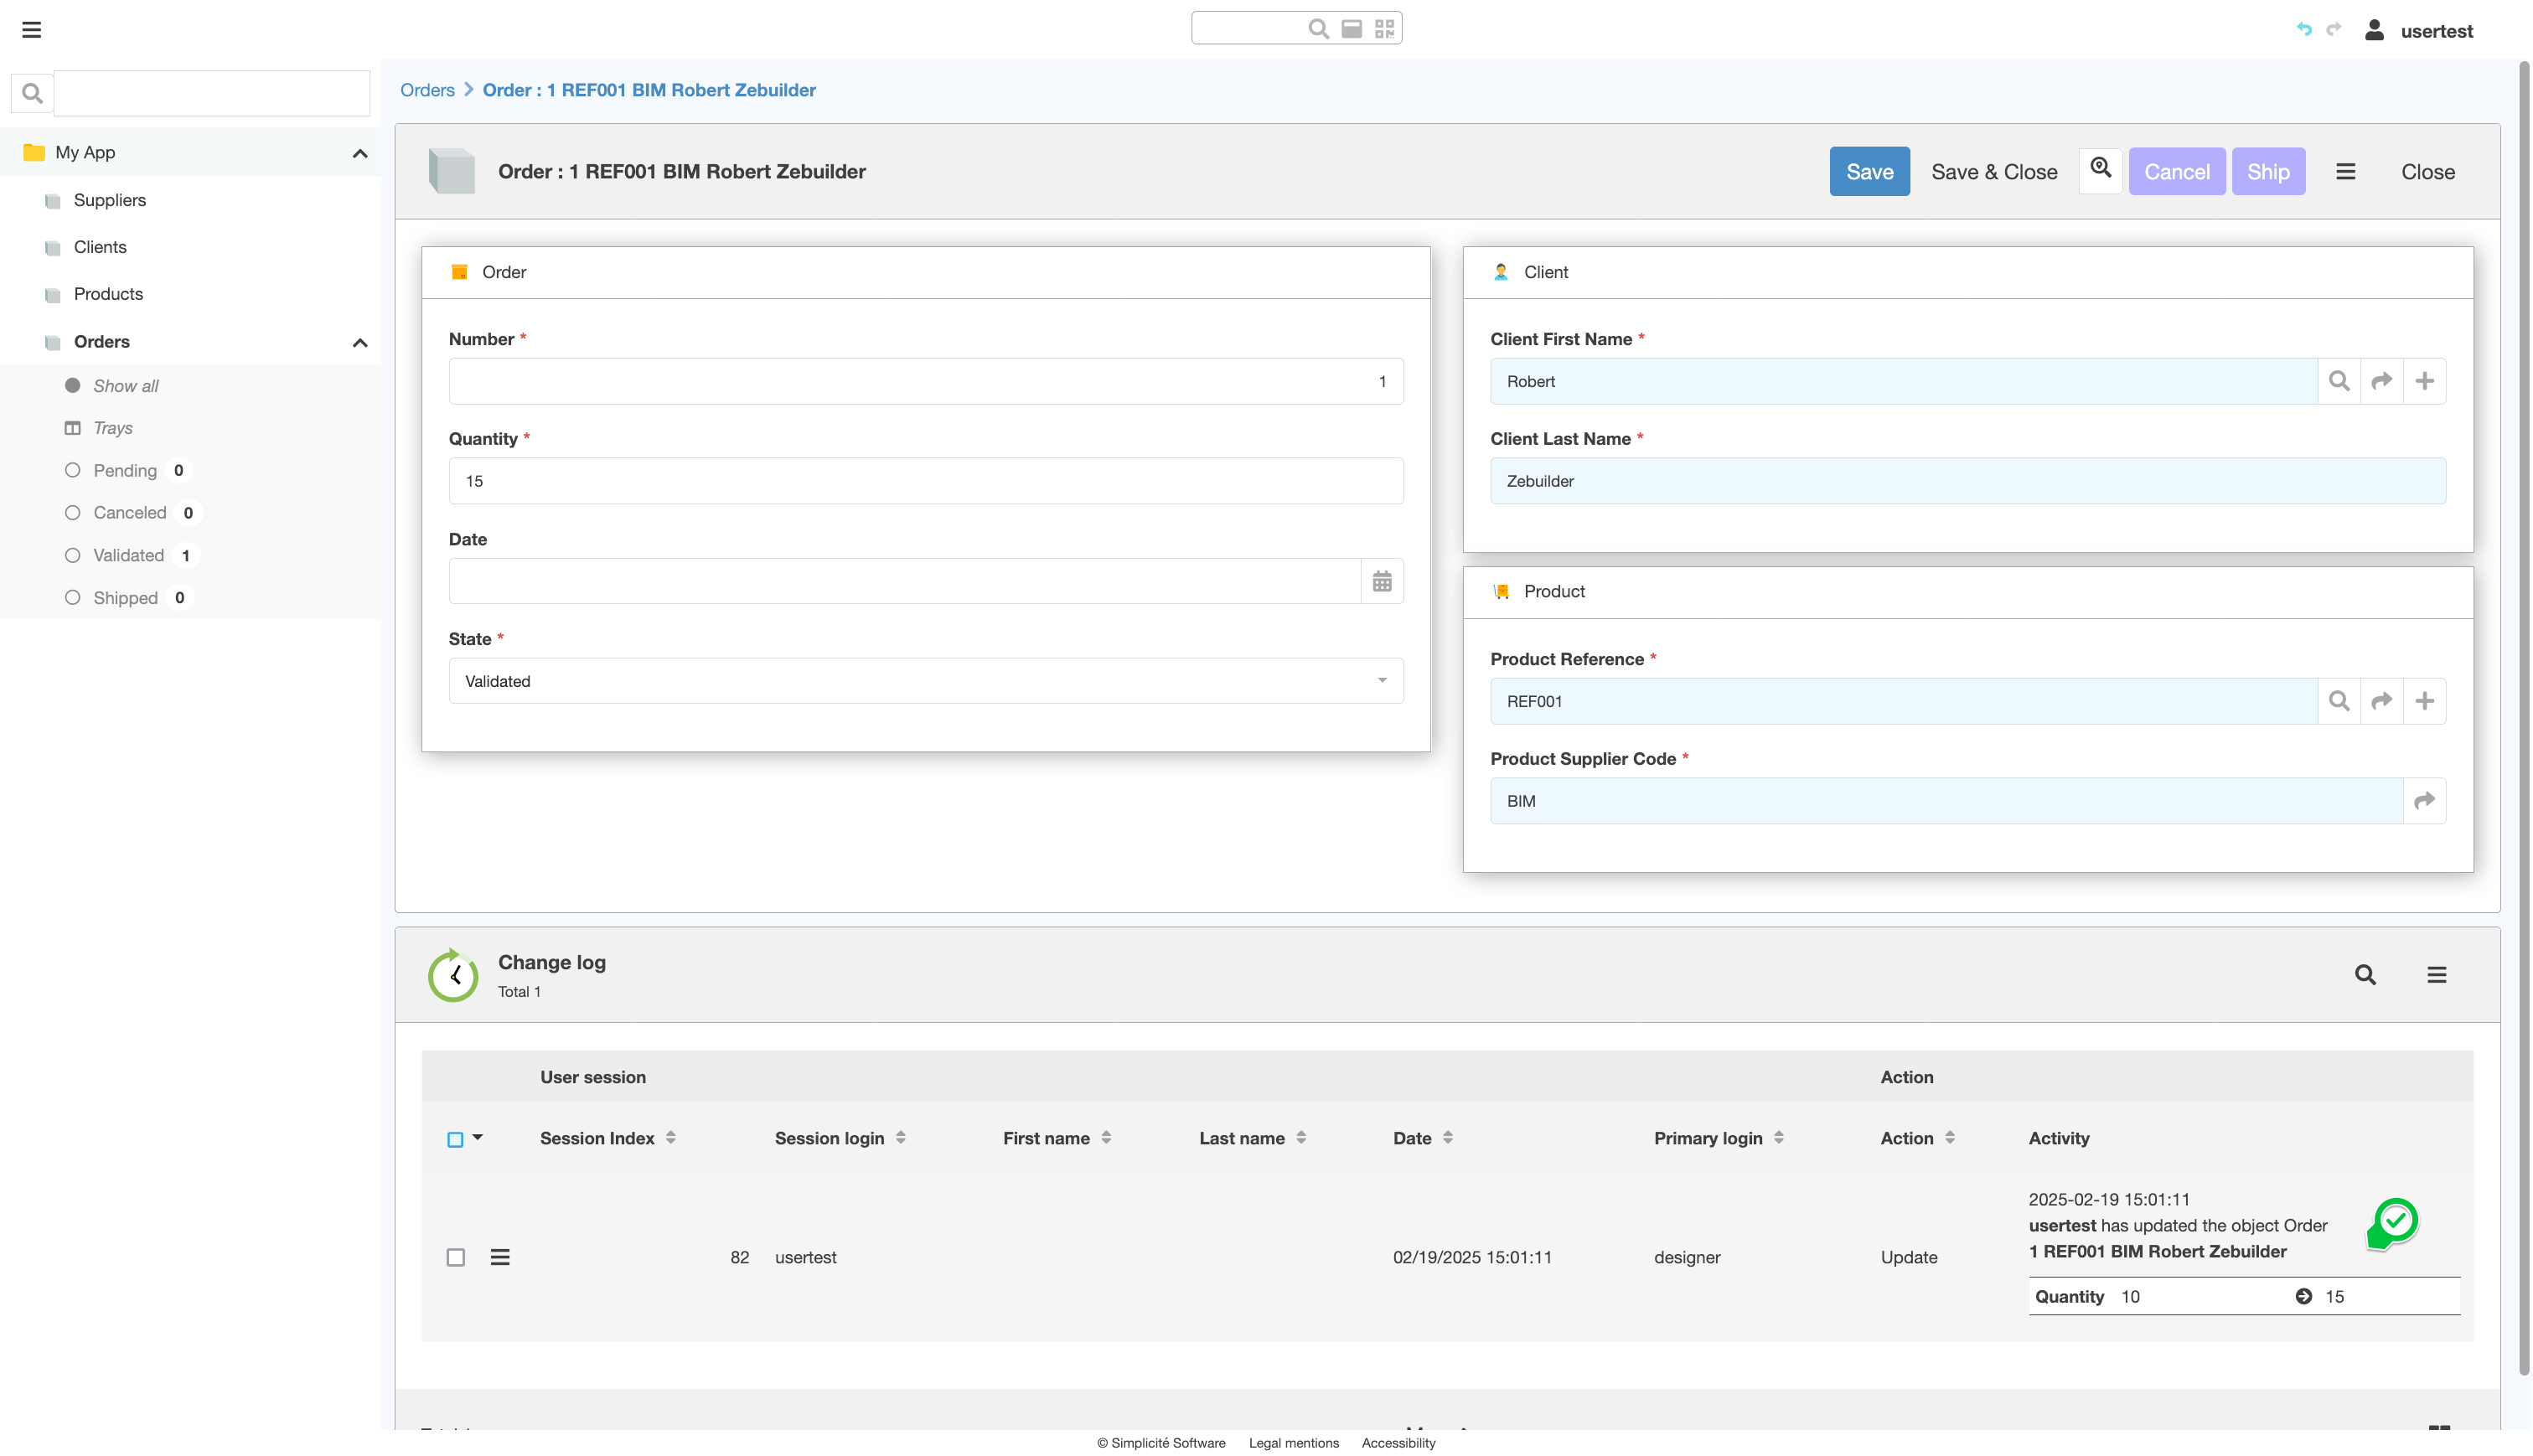 usertest
Orders
Order : 1 REF001 BIM Robert Zebuilder
My App
Suppliers
Clients
Products
Orders
Show all
Trays
Pending 0
Canceled 0
Validated 1
Shipped 0
Order : 1 REF001 BIM Robert Zebuilder
Save
Save & Close
Cancel
Ship
Close
Order
Number *
1
Quantity *
15
Date
State *
Validated
Client
Client First Name *
Robert
Client Last Name *
Zebuilder
Product
Product Reference *
REF001
Product Supplier Code *
BIM
Change log
Total 1
User session Action
Session Index Session login First name Last name Date Primary login Action Activity
82 usertest 02/19/2025 15:01:11 designer Update
2025-02-19 15:01:11
usertest has updated the object Order
1 REF001 BIM Robert Zebuilder
Quantity 10 15
© Simplicité Software Legal mentions Accessibility